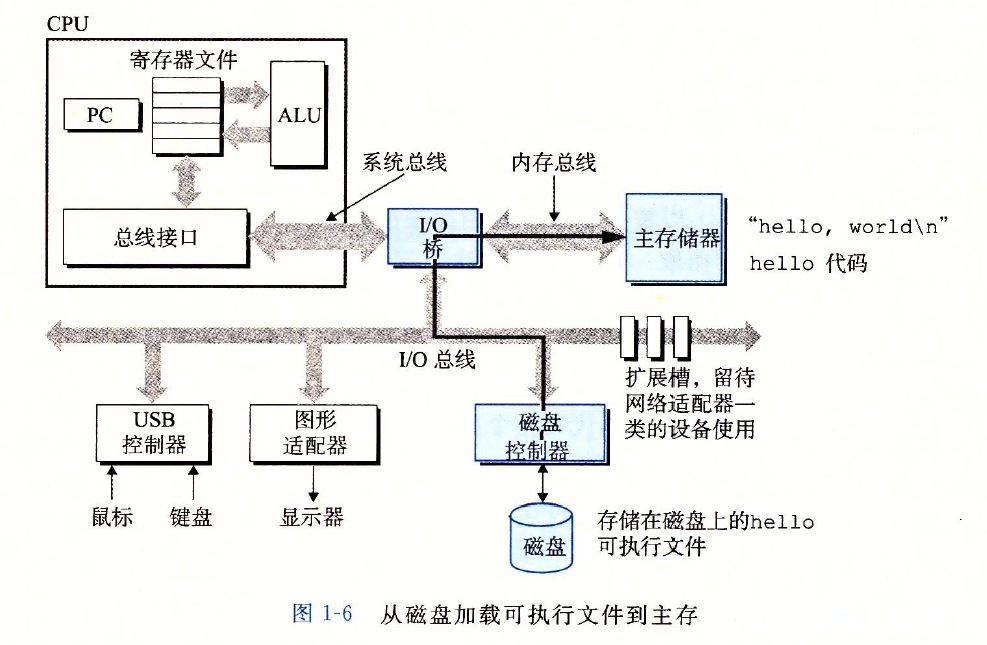 CPU
寄存器文件
PC
ALU
系统总线
内存总线
总线接口
I/O
桥
主存储器
“hello, world\n”
hello 代码
I/O 总线
扩展槽，留待
网络适配器一
类的设备使用
USB
控制器
图形
适配器
磁盘
控制器
鼠标
键盘
显示器
磁盘
存储在磁盘上的hello
可执行文件
图 1-6 从磁盘加载可执行文件到主存